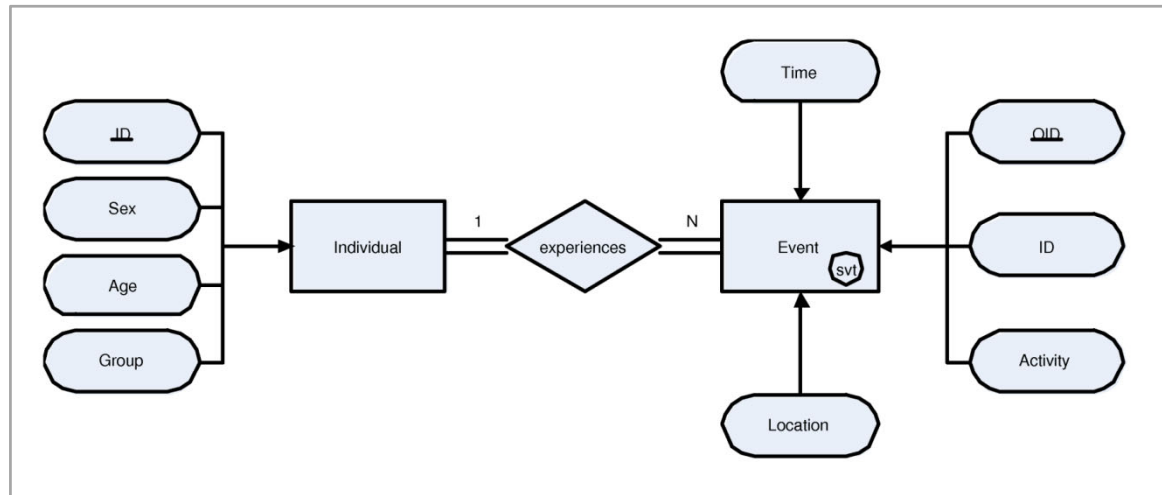 Time
ID
OID
Sex
1
N
Individual
experiences
Event
ID
svt
Age
Group
Activity
Location